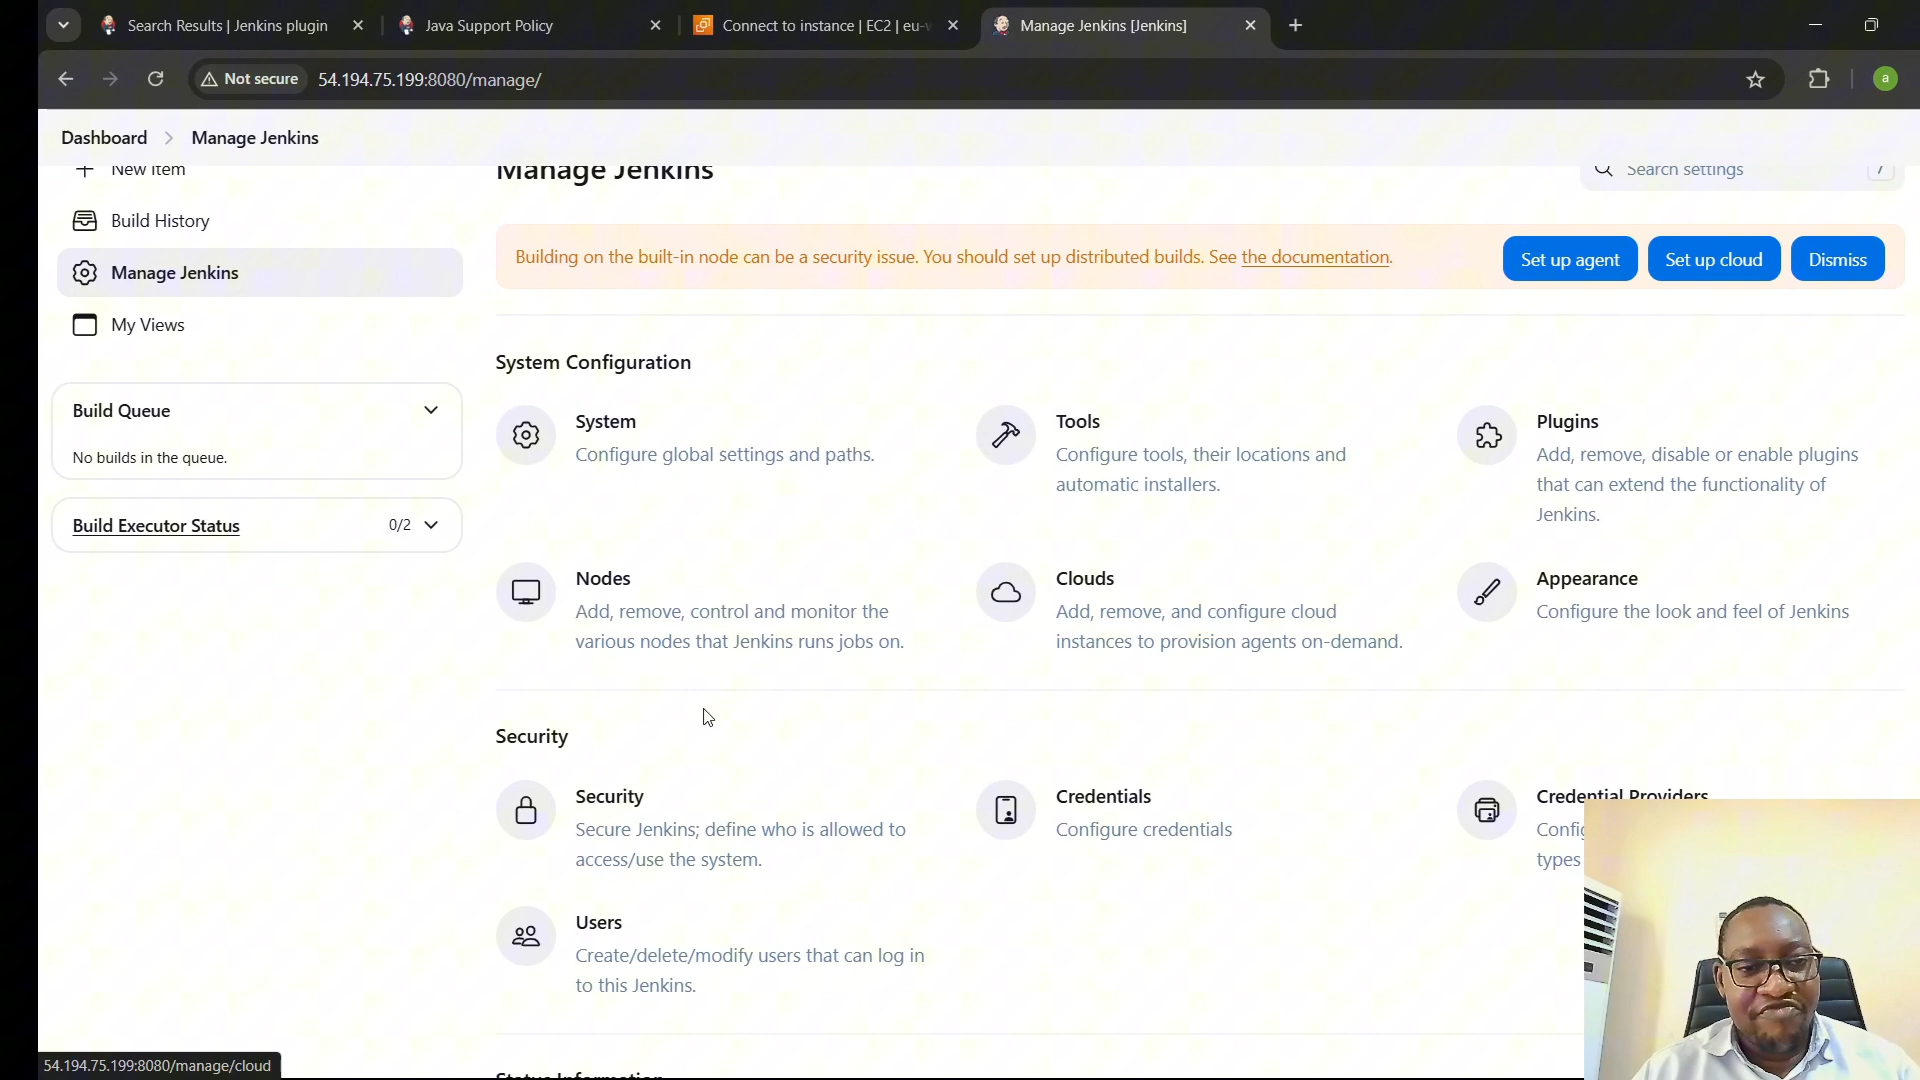 Search Results | Jenkins plugin
Java Support Policy
Connect to instance | EC2 | eu-
Manage Jenkins [Jenkins]
Not secure
54.194.75.199:8080/manage/
a
Dashboard
Manage Jenkins
New Item
Build History
Manage Jenkins
My Views
Build Queue
No builds in the queue.
Build Executor Status
0/2
Manage Jenkins
Search settings
/
Building on the built-in node can be a security issue. You should set up distributed builds. See the documentation.
Set up agent
Set up cloud
Dismiss
System Configuration
System
Configure global settings and paths.
Tools
Configure tools, their locations and
automatic installers.
Plugins
Add, remove, disable or enable plugins
that can extend the functionality of
Jenkins.
Nodes
Add, remove, control and monitor the
various nodes that Jenkins runs jobs on.
Clouds
Add, remove, and configure cloud
instances to provision agents on-demand.
Appearance
Configure the look and feel of Jenkins
Security
Security
Secure Jenkins; define who is allowed to
access/use the system.
Credentials
Configure credentials
Credential Providers
types
Users
Create/delete/modify users that can log in
to this Jenkins.
Status Information
54.194.75.199:8080/manage/cloud